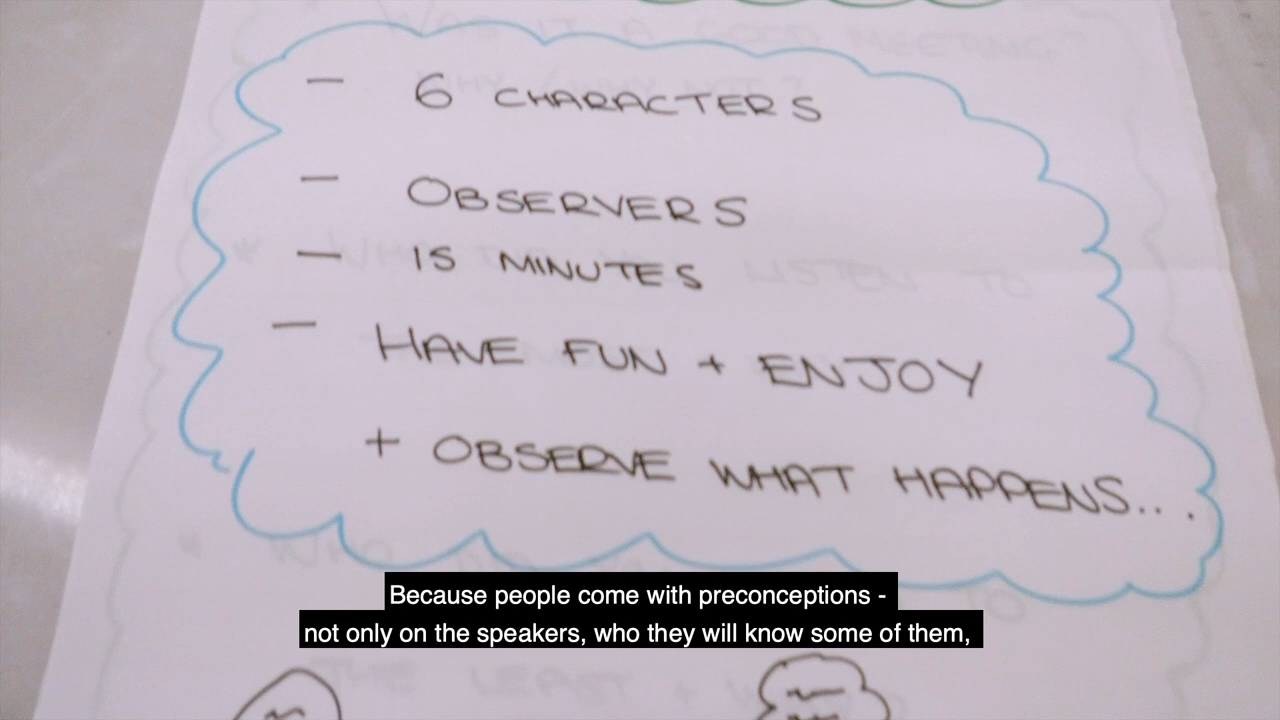 - 6 CHARACTERS
- OBSERVERS
- 15 MINUTES
- HAVE FUN + ENJOY
+ OBSERVE WHAT HAPPENS...
Because people come with preconceptions -
not only on the speakers, who they will know some of them,